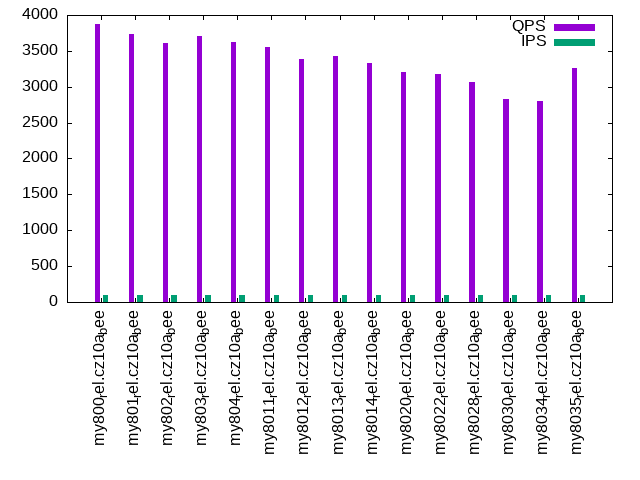 4000
3500
3000
2500
2000
1500
1000
500
0
QPS
IPS
my800rel.cz10abee
my801rel.cz10abee
my802rel.cz10abee
my803rel.cz10abee
my804rel.cz10abee
my8011rel.cz10abee
my8012rel.cz10abee
my8013rel.cz10abee
my8014rel.cz10abee
my8020rel.cz10abee
my8022rel.cz10abee
my8028rel.cz10abee
my8030rel.cz10abee
my8034rel.cz10abee
my8035rel.cz10abee